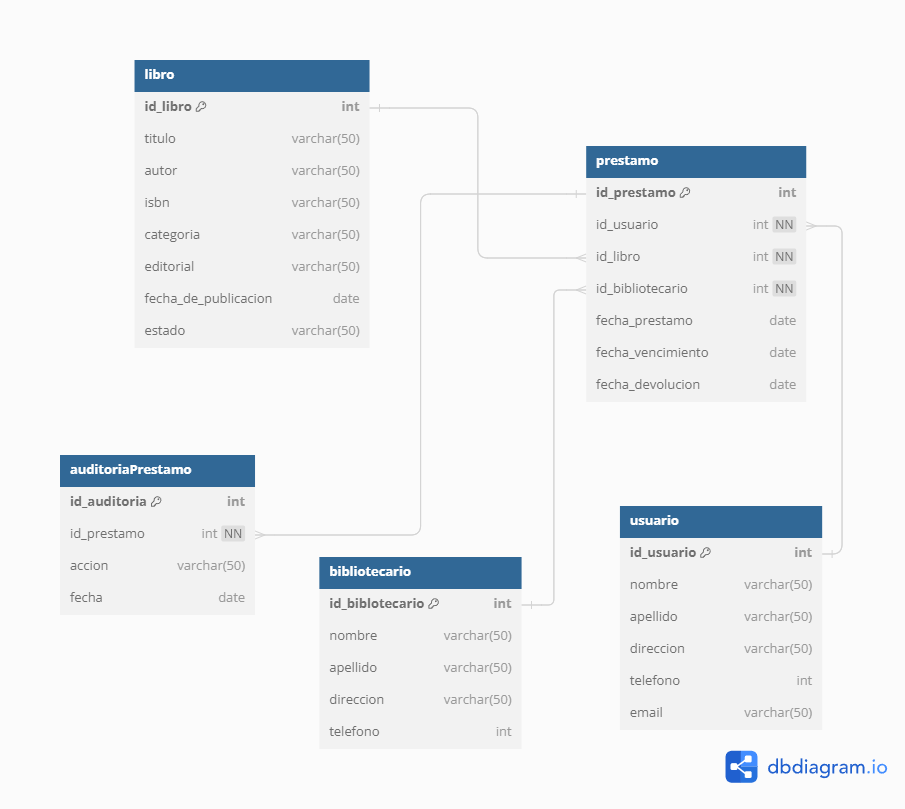 libro
id_libro int
titulo varchar(50)
autor varchar(50)
isbn varchar(50)
categoria varchar(50)
editorial varchar(50)
fecha_de_publicacion date
estado varchar(50)
prestamo
id_prestamo int
id_usuario int NN
id_libro int NN
id_bibliotecario int NN
fecha_prestamo date
fecha_vencimiento date
fecha_devolucion date
auditoriaPrestamo
id_auditoria int
id_prestamo int NN
accion varchar(50)
fecha date
bibliotecario
id_biblotecario int
nombre varchar(50)
apellido varchar(50)
direccion varchar(50)
telefono int
usuario
id_usuario int
nombre varchar(50)
apellido varchar(50)
direccion varchar(50)
telefono int
email varchar(50)
dbdiagram.io